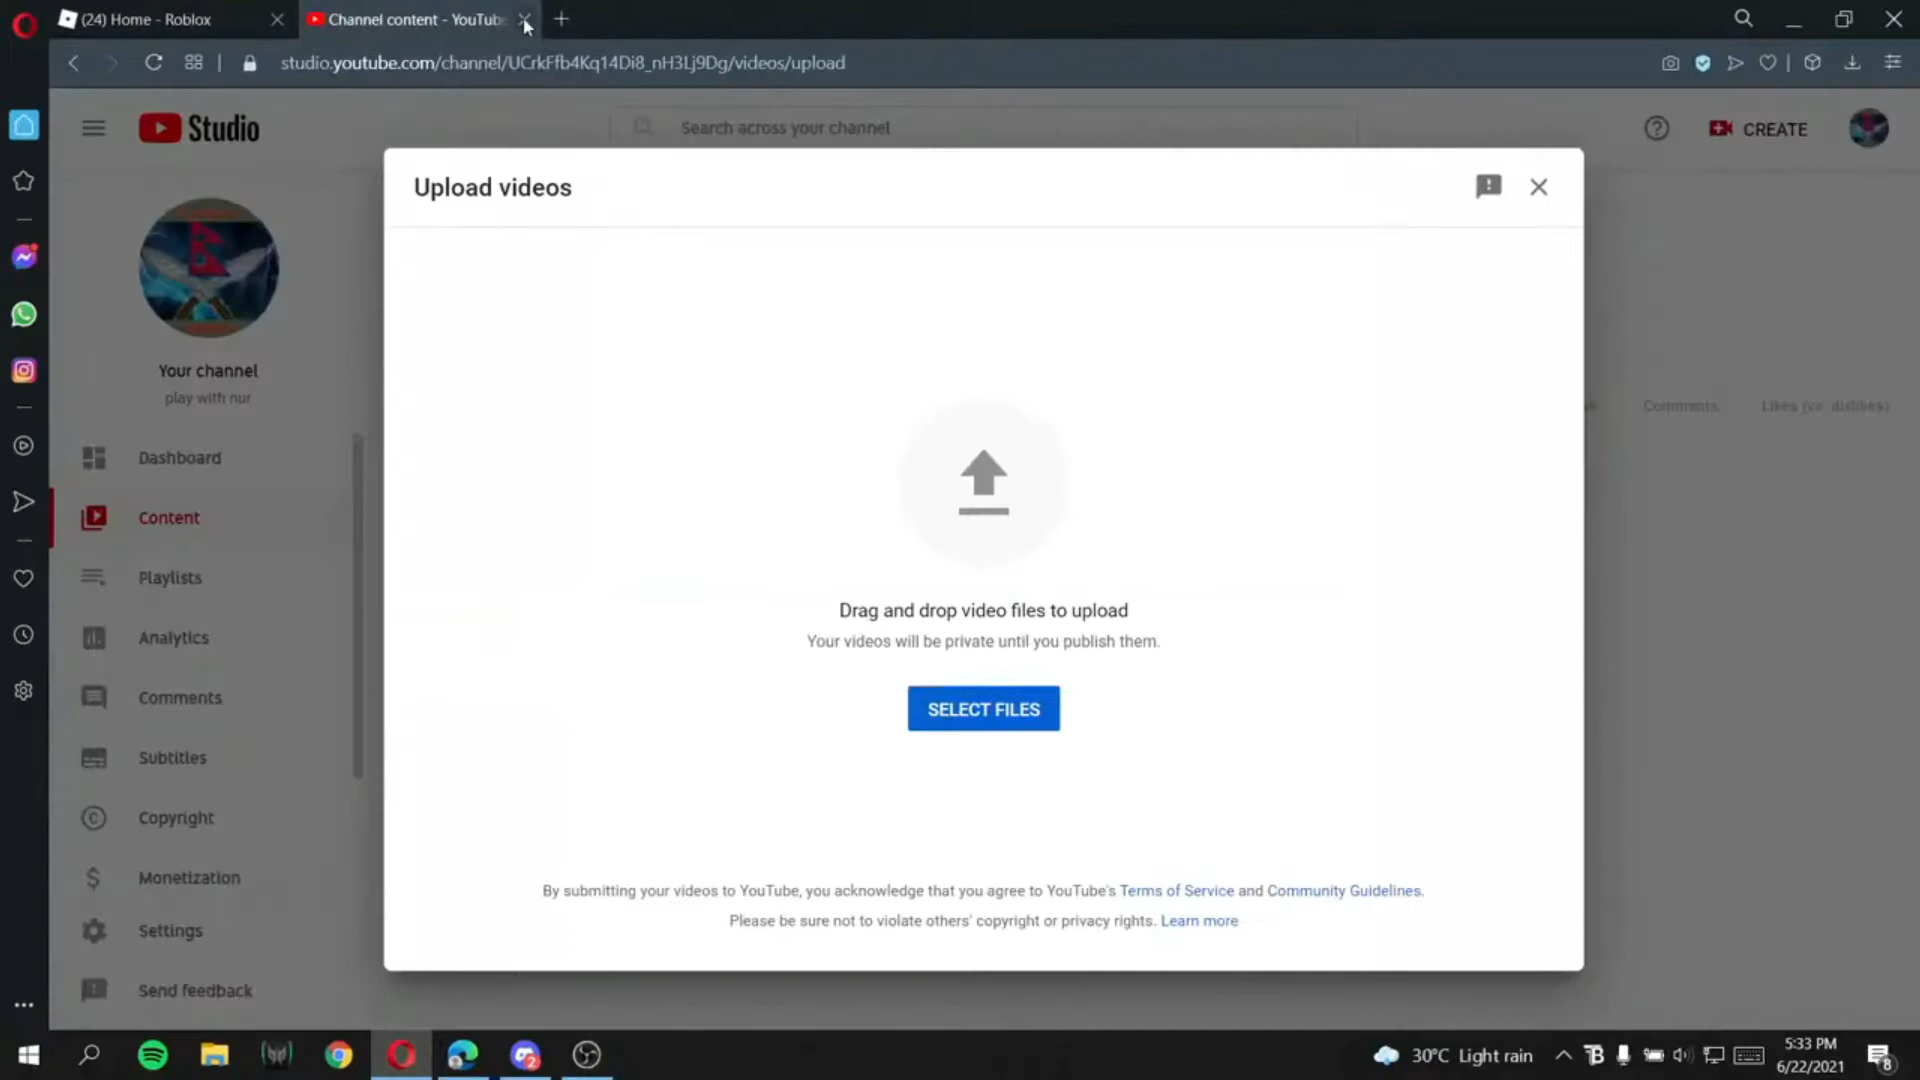 (24) Home - Roblox
Channel content - YouTube
studio.youtube.com/channel/UCrkFfb4Kq14Di8_nH3Lj9Dg/videos/upload
Studio
Search across your channel
CREATE
Upload videos
Your channel
play with nur
Comments
Likes (vs. dislikes)
Dashboard
Content
Playlists
Analytics
Comments
Subtitles
Copyright
Monetization
Settings
Send feedback
Drag and drop video files to upload
Your videos will be private until you publish them.
SELECT FILES
By submitting your videos to YouTube, you acknowledge that you agree to YouTube's Terms of Service and Community Guidelines.
Please be sure not to violate others' copyright or privacy rights. Learn more
2
30°C Light rain
5:33 PM
6/22/2021
8